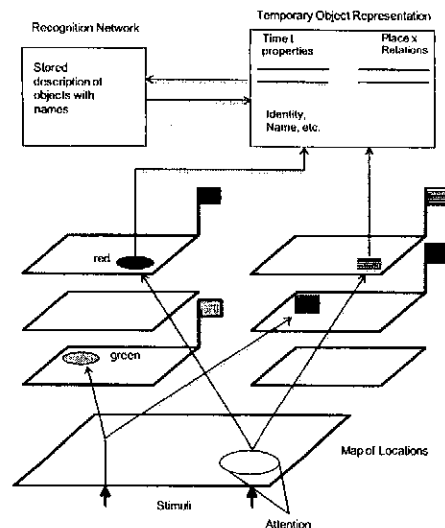 Temporary Object Representation
Recognition Network
Time t
properties
Place x
Relations
Stored
description of
objects with
names
Identity,
Name, etc.
red
green
Map of Locations
Stimuli
Attention